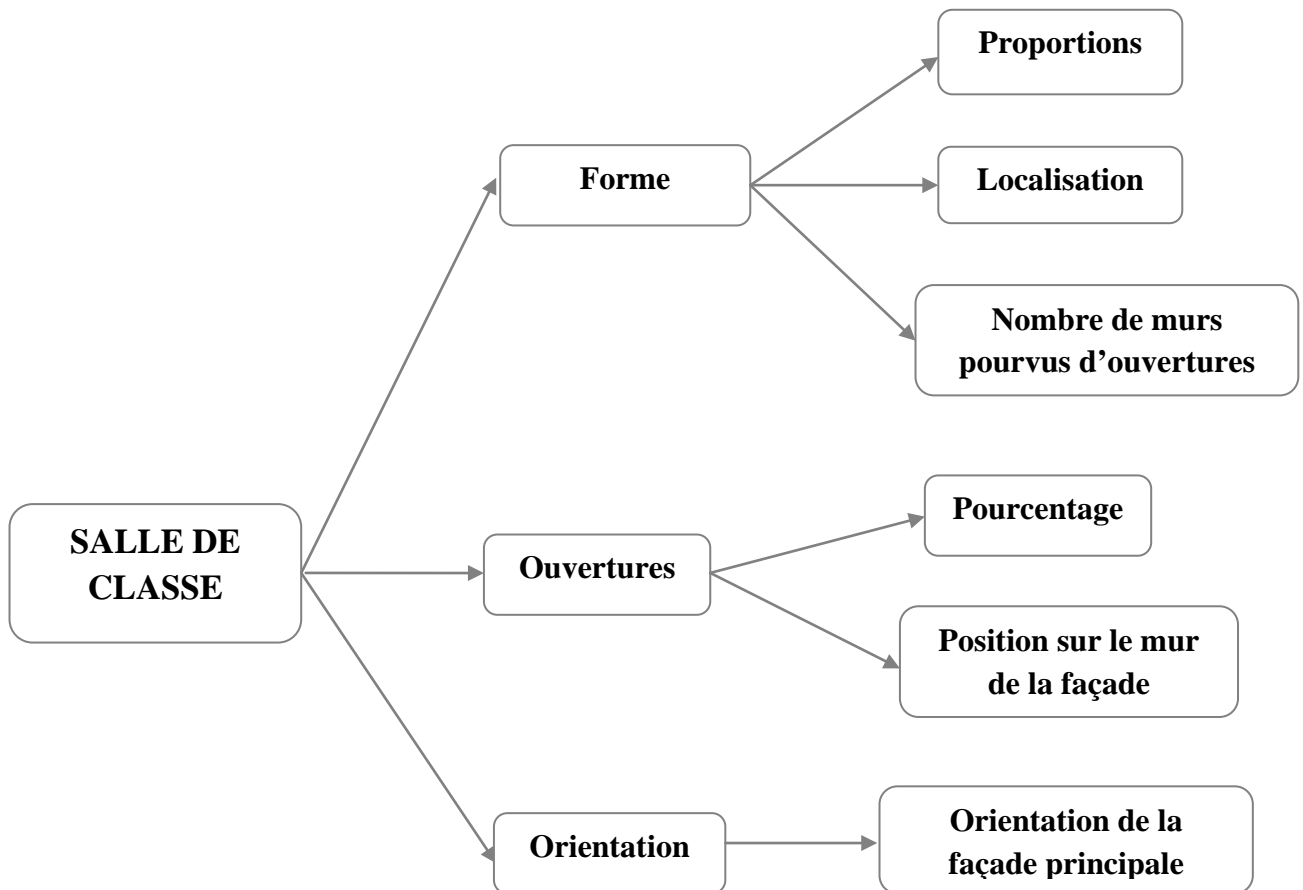 Proportions
Forme
Localisation
Nombre de murs
pourvus d’ouvertures
SALLE DE
CLASSE
Ouvertures
Pourcentage
Position sur le mur
de la façade
Orientation
Orientation de la
façade principale